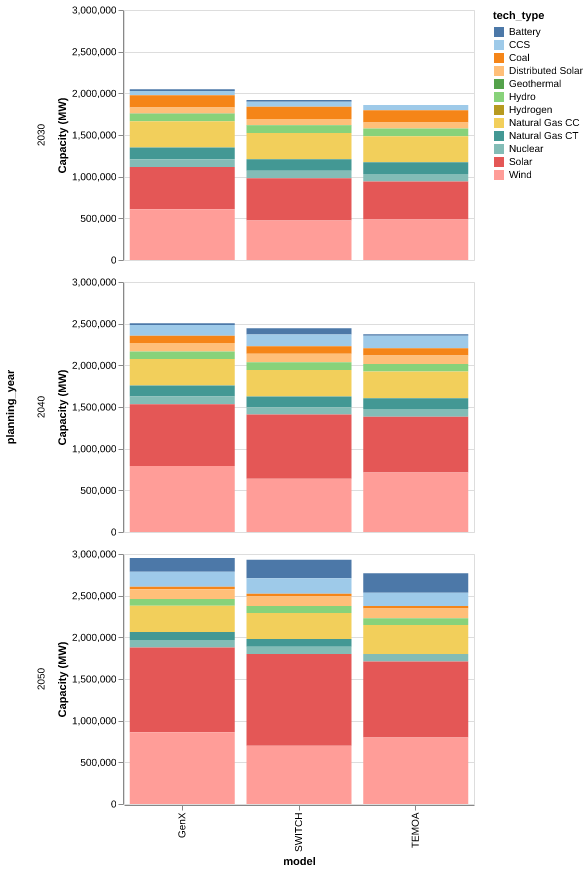 tech_type
Battery
CCS
Coal
Distributed Solar
Geothermal
Hydro
Hydrogen
Natural Gas CC
Natural Gas CT
Nuclear
Solar
Wind
planning_year
2030
Capacity (MW)
3,000,000
2,500,000
2,000,000
1,500,000
1,000,000
500,000
0
2040
Capacity (MW)
3,000,000
2,500,000
2,000,000
1,500,000
1,000,000
500,000
0
2050
Capacity (MW)
3,000,000
2,500,000
2,000,000
1,500,000
1,000,000
500,000
0
GenX
SWITCH
TEMOA
model